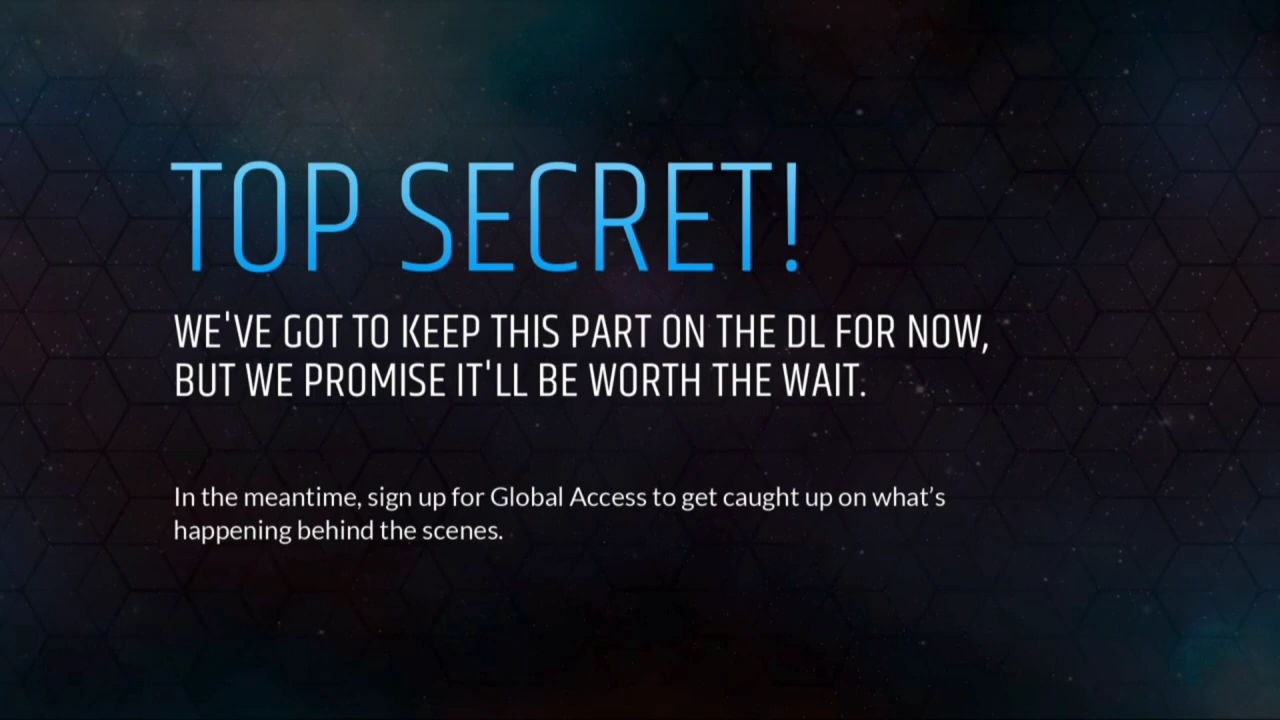 TOP SECRET!
WE'VE GOT TO KEEP THIS PART ON THE DL FOR NOW,
BUT WE PROMISE IT'LL BE WORTH THE WAIT.
In the meantime, sign up for Global Access to get caught up on what’s
happening behind the scenes.